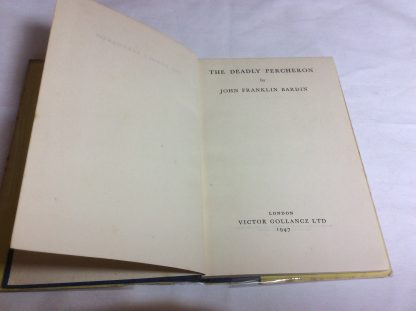 THE DEADLY PERCHERON
by
JOHN FRANKLIN BARDIN
LONDON
VICTOR GOLLANCZ LTD
1947